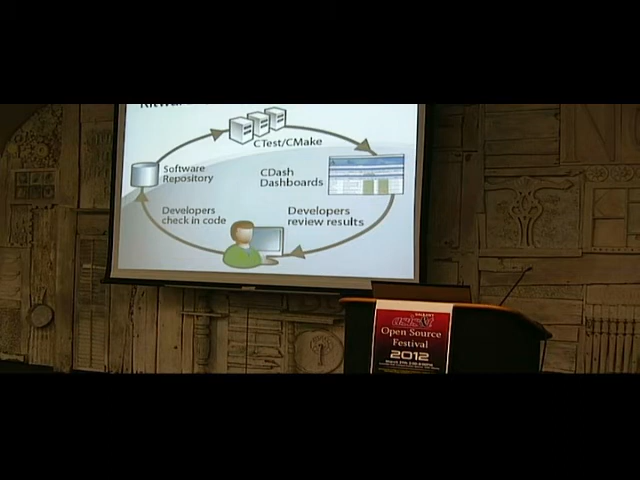 CTest/CMake
Software
Repository
CDash
Dashboards
Developers
check in code
Developers
review results
Open Source
Festival
2012